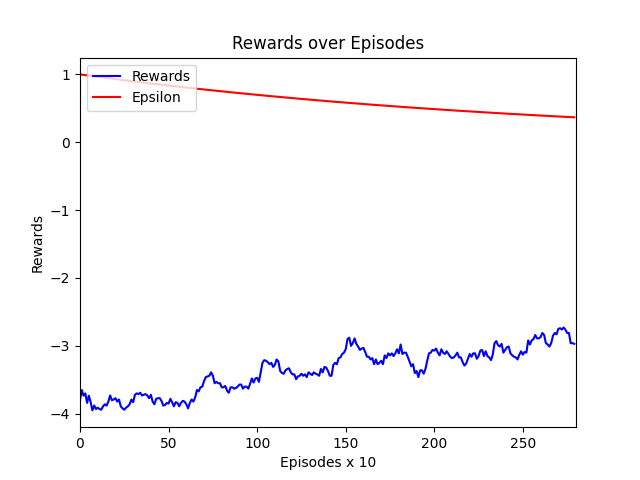 Rewards over Episodes
Rewards
Epsilon
1
0
−1
−2
−3
−4
Rewards
0
50
100
150
200
250
Episodes x 10